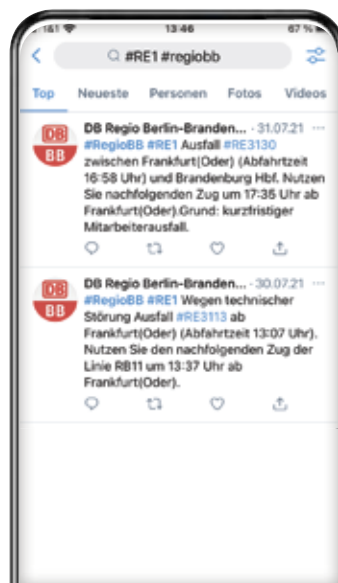 1&1 13:46 67 %
#RE1 #regiobb
Top Neueste Personen Fotos Videos
DB Regio Berlin-Branden... · 31.07.21 ···
DB
BB
#RegioBB #RE1 Ausfall #RE3130
zwischen Frankfurt(Oder) (Abfahrtzeit
16:58 Uhr) und Brandenburg Hbf. Nutzen
Sie nachfolgenden Zug um 17:35 Uhr ab
Frankfurt(Oder).Grund: kurzfristiger
Mitarbeiterausfall.
DB Regio Berlin-Branden... · 30.07.21 ···
DB
BB
#RegioBB #RE1 Wegen technischer
Störung Ausfall #RE3113 ab
Frankfurt(Oder) (Abfahrtzeit 13:07 Uhr).
Nutzen Sie den nachfolgenden Zug der
Linie RB11 um 13:37 Uhr ab
Frankfurt(Oder).